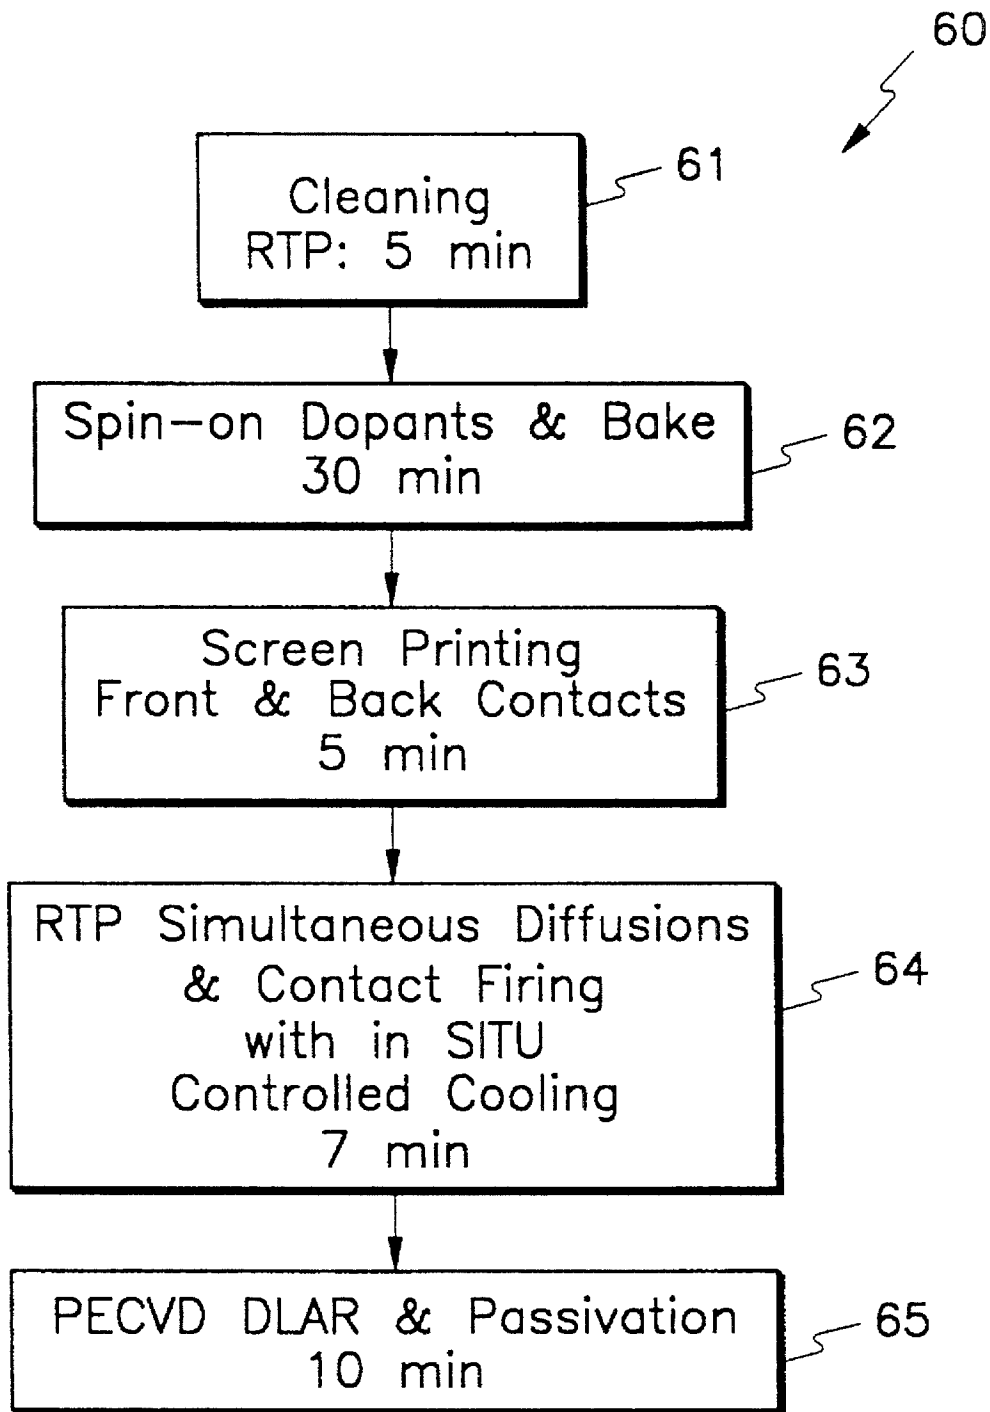 60
61
Cleaning
RTP: 5 min
Spin-on Dopants & Bake
30 min
62
Screen Printing
Front & Back Contacts
5 min
63
RTP Simultaneous Diffusions
& Contact Firing
with in SITU
Controlled Cooling
7 min
64
PECVD DLAR & Passivation
10 min
65